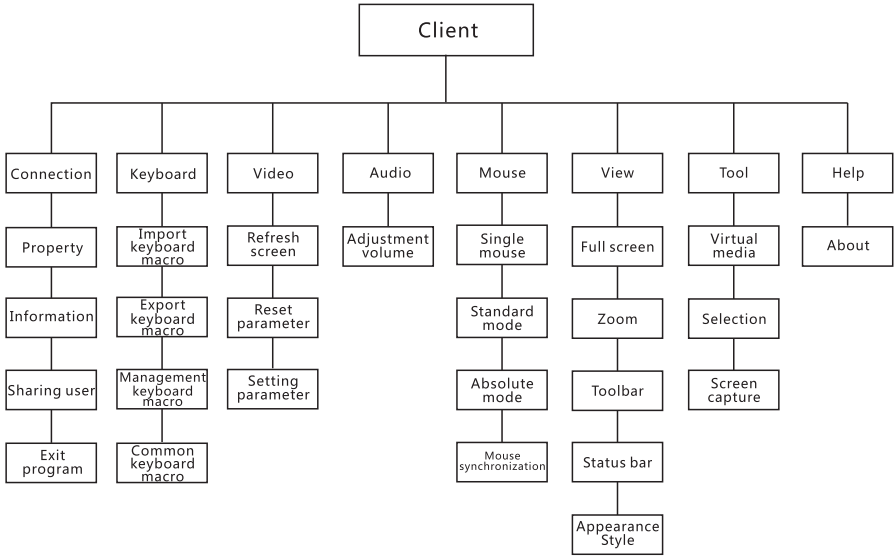 Client
Connection
Keyboard
Video
Audio
Mouse
View
Tool
Help
Property
Import
keyboard
macro
Refresh
screen
Adjustment
volume
Single
mouse
Full screen
Virtual
media
About
Information
Export
keyboard
macro
Reset
parameter
Standard
mode
Zoom
Selection
Sharing user
Management
keyboard
macro
Setting
parameter
Absolute
mode
Toolbar
Screen
capture
Exit
program
Common
keyboard
macro
Mouse
synchronization
Status bar
Appearance
Style